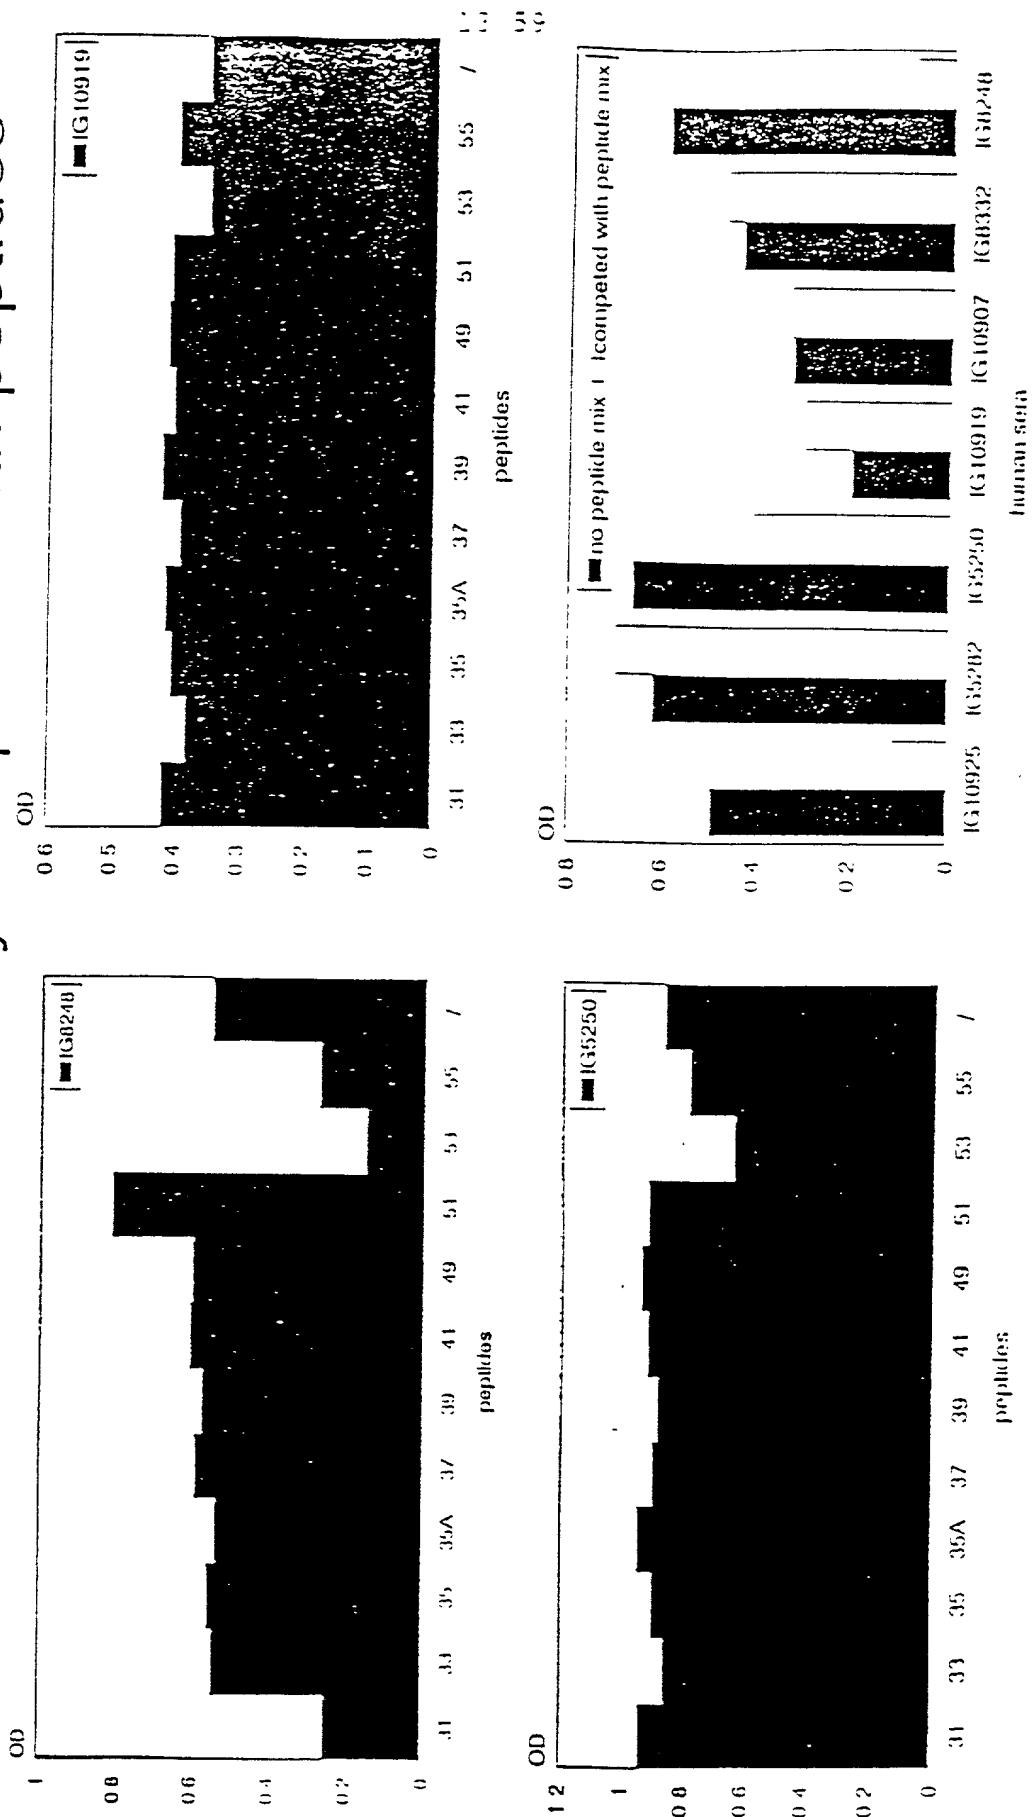 peptides
OD
IG8248
1
0 8
0 6
0 4
0 2
0
31 33 35 35A 37 39 41 49 51 53 55 /
peptides
OD
IG10919
0 6
0 5
0 4
0 3
0 2
0 1
0
31 33 35 35A 37 39 41 49 51 53 55 /
peptides
OD
IG5250
1 2
1
0 8
0 6
0 4
0 2
0
31 33 35 35A 37 39 41 49 51 53 55 /
peptides
OD
no peptide mix competed with peptide mix
0 8
0 6
0 4
0 2
0
IG10925 IG5282 IG5250 IG10919 IG10907 IG8332 IG8248
human sera